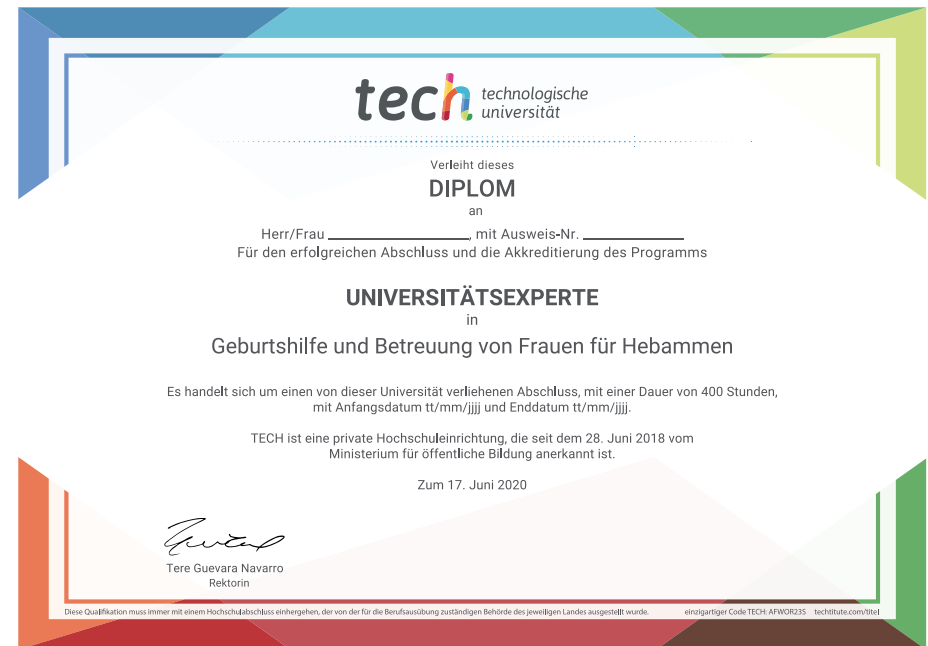 tech technologische
universität
Verleiht dieses
DIPLOM
an
Herr/Frau ____________, mit Ausweis-Nr. ____________
Für den erfolgreichen Abschluss und die Akkreditierung des Programms
UNIVERSITÄTSEXPERTE
in
Geburtshilfe und Betreuung von Frauen für Hebammen
Es handelt sich um einen von dieser Universität verliehenen Abschluss, mit einer Dauer von 400 Stunden,
mit Anfangsdatum tt/mm/jjjj und Enddatum tt/mm/jjjj.
TECH ist eine private Hochschuleinrichtung, die seit dem 28. Juni 2018 vom
Ministerium für öffentliche Bildung anerkannt ist.
Zum 17. Juni 2020
Tere Guevara Navarro
Rektorin
Diese Qualifikation muss immer mit einem Hochschulabschluss einhergehen, der von der für die Berufsausübung zuständigen Behörde des jeweiligen Landes ausgestellt wurde. einzigartiger Code TECH: AFWOR23S techtitute.com/titel